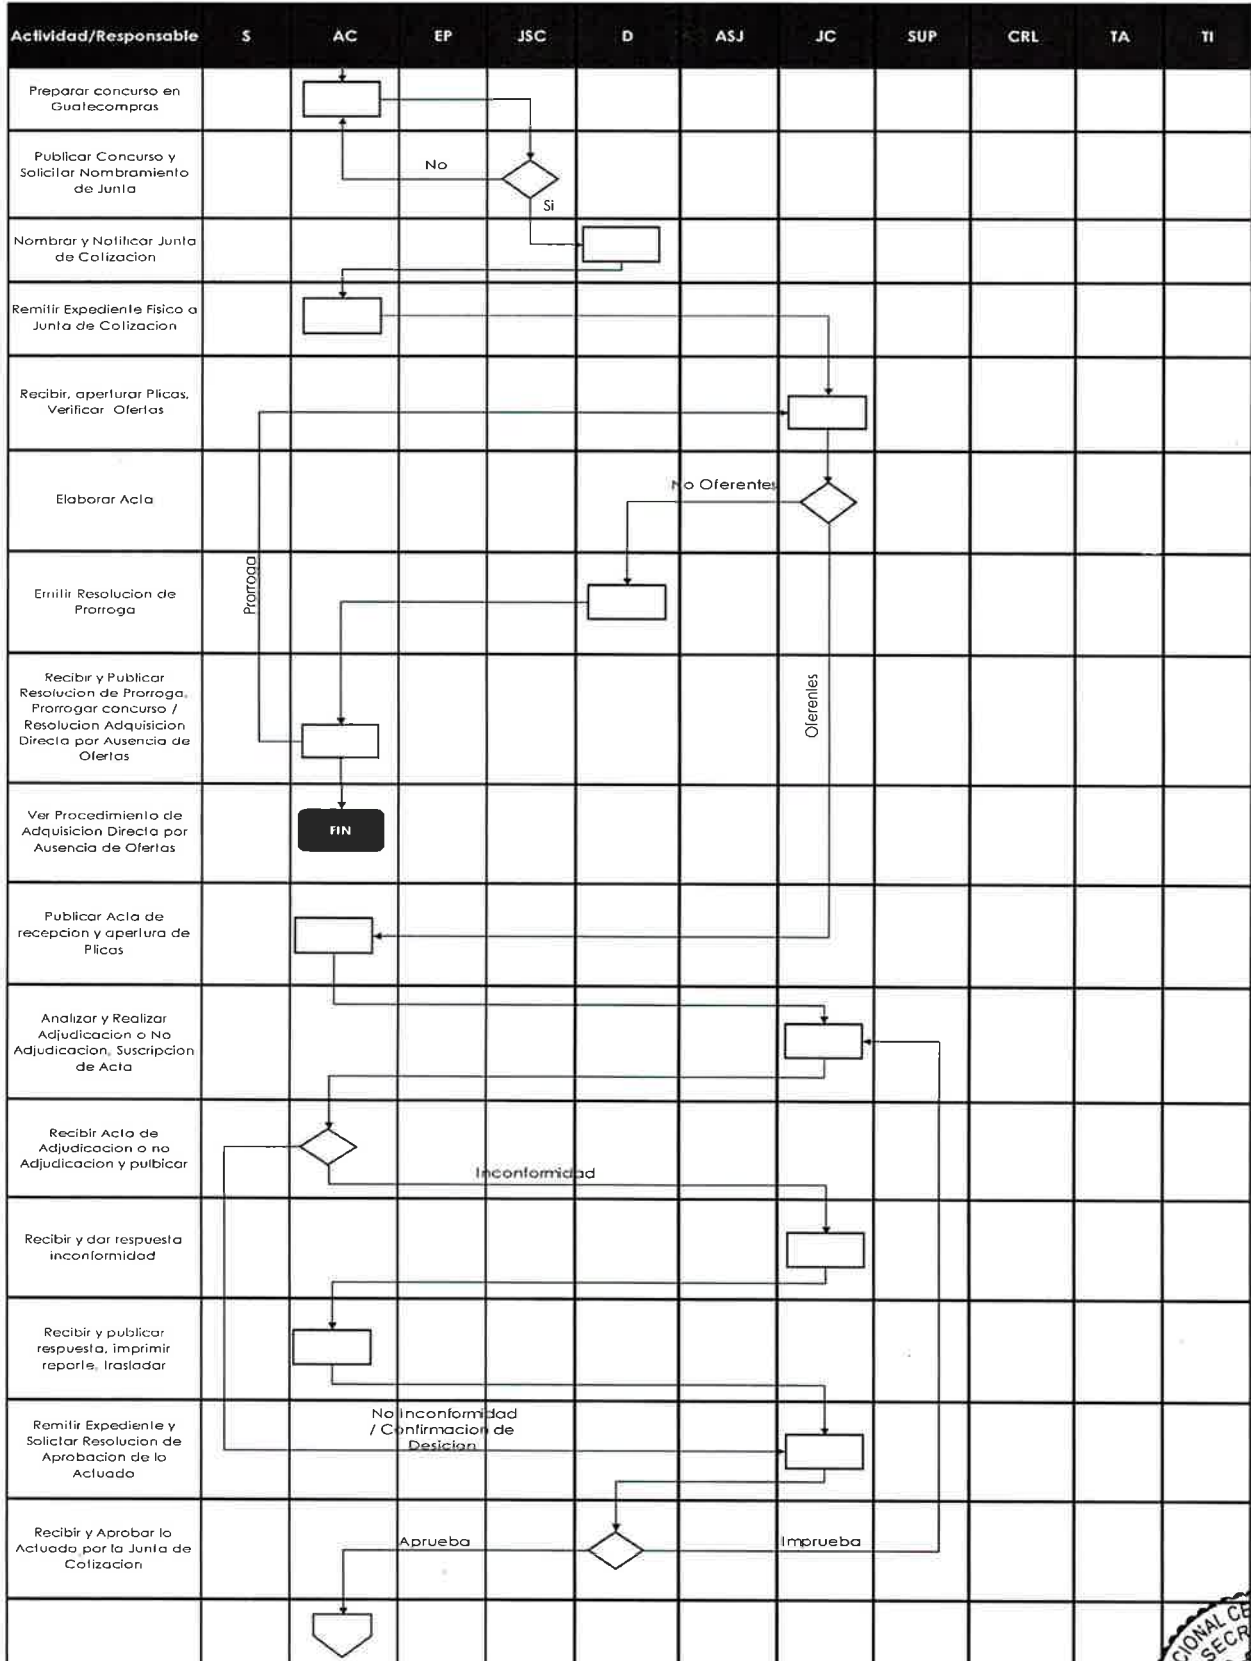 Actividad/Responsable S AC EP JSC D ASJ JC SUP CRL TA TI
Preparar concurso en
Guatecompras
Publicar Concurso y
Solicitar Nombramiento
de Junta
No
Si
Nombrar y Notificar Junta
de Cotizacion
Remitir Expediente Fisico a
Junta de Cotizacion
Recibir, aperturar Plicas,
Verificar Ofertas
Elaborar Acta
No Oferentes
Prorroga
Emitir Resolucion de
Prorroga
Oferentes
Recibir y Publicar
Resolucion de Prorroga,
Prorrogar concurso /
Resolucion Adquisicion
Directa por Ausencia de
Ofertas
Ver Procedimiento de
Adquisicion Directa por
Ausencia de Ofertas
FIN
Publicar Acta de
recepcion y apertura de
Plicas
Analizar y Realizar
Adjudicacion o No
Adjudicacion, Suscripcion
de Acta
Recibir Acta de
Adjudicacion o no
Adjudicacion y pulbicar
Inconformidad
Recibir y dar respuesta
inconformidad
Recibir y publicar
respuesta, imprimir
reporte, trasladar
Remitir Expediente y
Solictar Resolucion de
Aprobacion de lo
Actuado
No Inconformidad
/ Confirmacion de
Desicion
Recibir y Aprobar lo
Actuado por la Junta de
Cotizacion
Aprueba
Imprueba
CIONAL CE
SECR